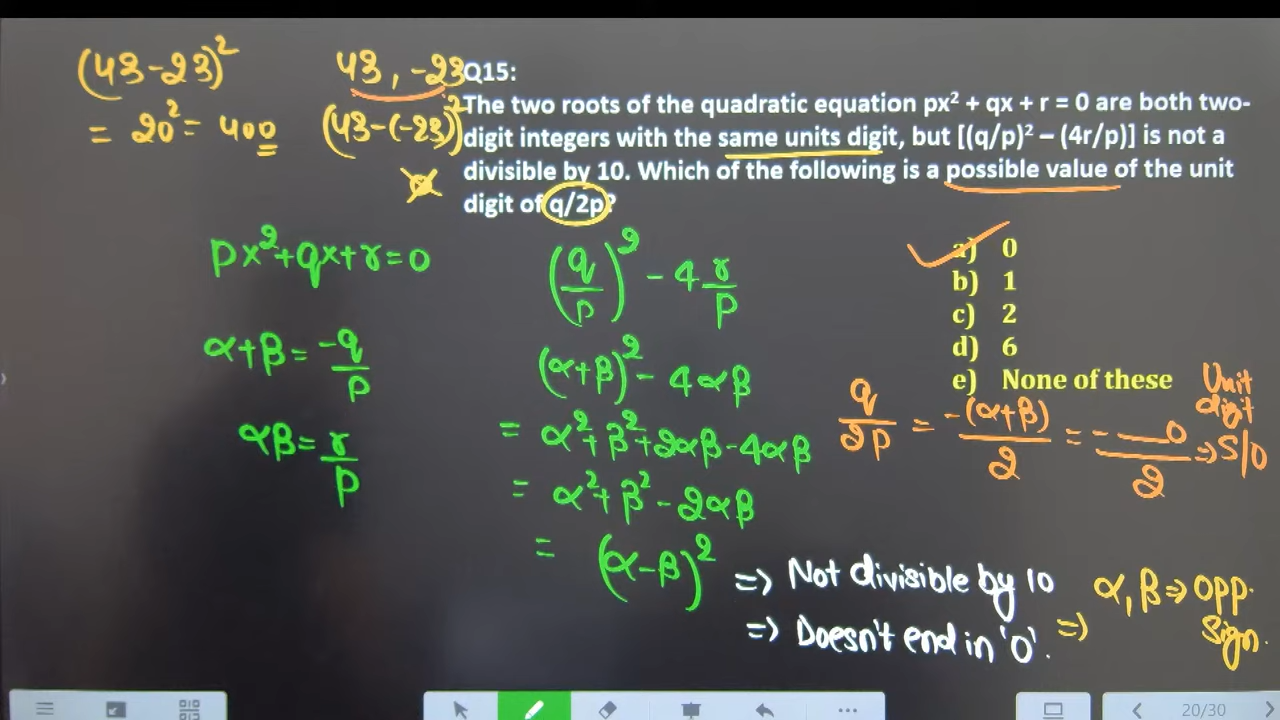 (43-23)²
= 20² = 400
43, -23
(43-(-23))²
Q15:
The two roots of the quadratic equation px² + qx + r = 0 are both two-
digit integers with the same units digit, but [(q/p)² – (4r/p)] is not a
divisible by 10. Which of the following is a possible value of the unit
digit of q/2p?
a) 0
b) 1
c) 2
d) 6
e) None of these
px²+qx+r=0
α+β = -q/p
αβ = r/p
(q/p)² - 4 r/p
(α+β)² - 4αβ
= α²+β²+2αβ-4αβ
= α²+β²-2αβ
= (α-β)²
=> Not divisible by 10
=> Doesn't end in '0'.
=> α, β => Opp.
Sign.
q/2p = -(α+β)/2 = -__0/2 => 5/0
Unit
digit
20/30